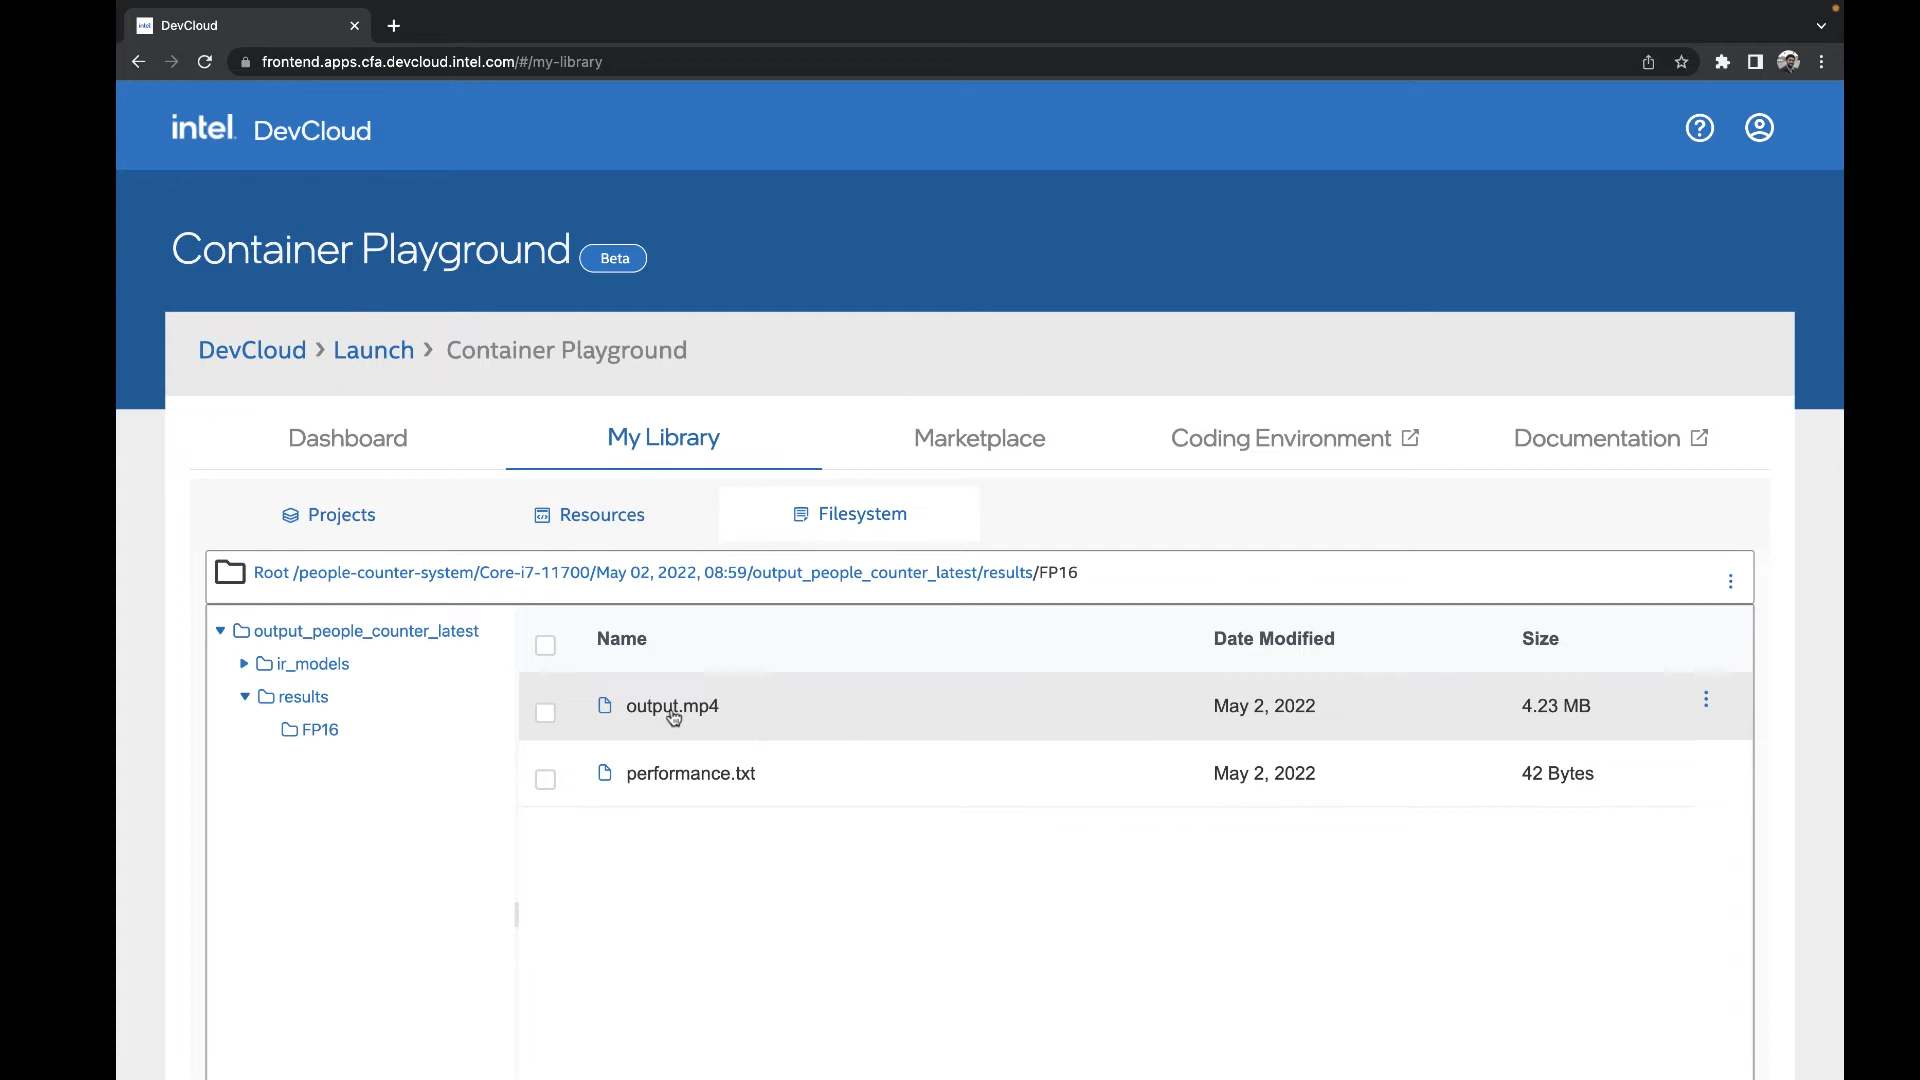 DevCloud
frontend.apps.cfa.devcloud.intel.com/#/my-library
intel. DevCloud
Container Playground Beta
DevCloud > Launch > Container Playground
Dashboard My Library Marketplace Coding Environment Documentation
Projects Resources Filesystem
Root /people-counter-system/Core-i7-11700/May 02, 2022, 08:59/output_people_counter_latest/results/FP16
output_people_counter_latest
ir_models
results
FP16
Name Date Modified Size
output.mp4 May 2, 2022 4.23 MB
performance.txt May 2, 2022 42 Bytes